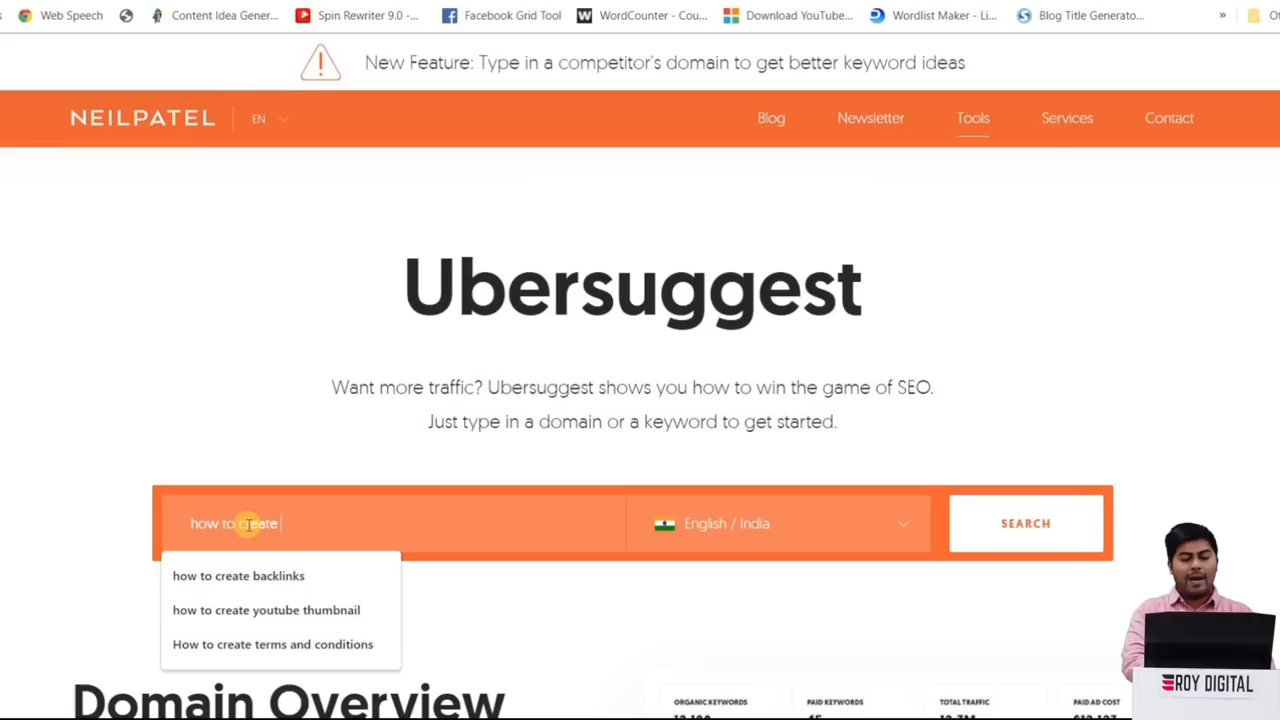 Web Speech
Content Idea Gener...
Spin Rewriter 9.0 -...
Facebook Grid Tool
WordCounter - Cou...
Download YouTube...
Wordlist Maker - Li...
Blog Title Generato...
»
New Feature: Type in a competitor's domain to get better keyword ideas
NEILPATEL
EN
Blog
Newsletter
Tools
Services
Contact
Ubersuggest
Want more traffic? Ubersuggest shows you how to win the game of SEO.
Just type in a domain or a keyword to get started.
how to create
English / India
SEARCH
how to create backlinks
how to create youtube thumbnail
How to create terms and conditions
ROY DIGITAL
Domain Overview
ORGANIC KEYWORDS
PAID KEYWORDS
TOTAL TRAFFIC
PAID AD COST